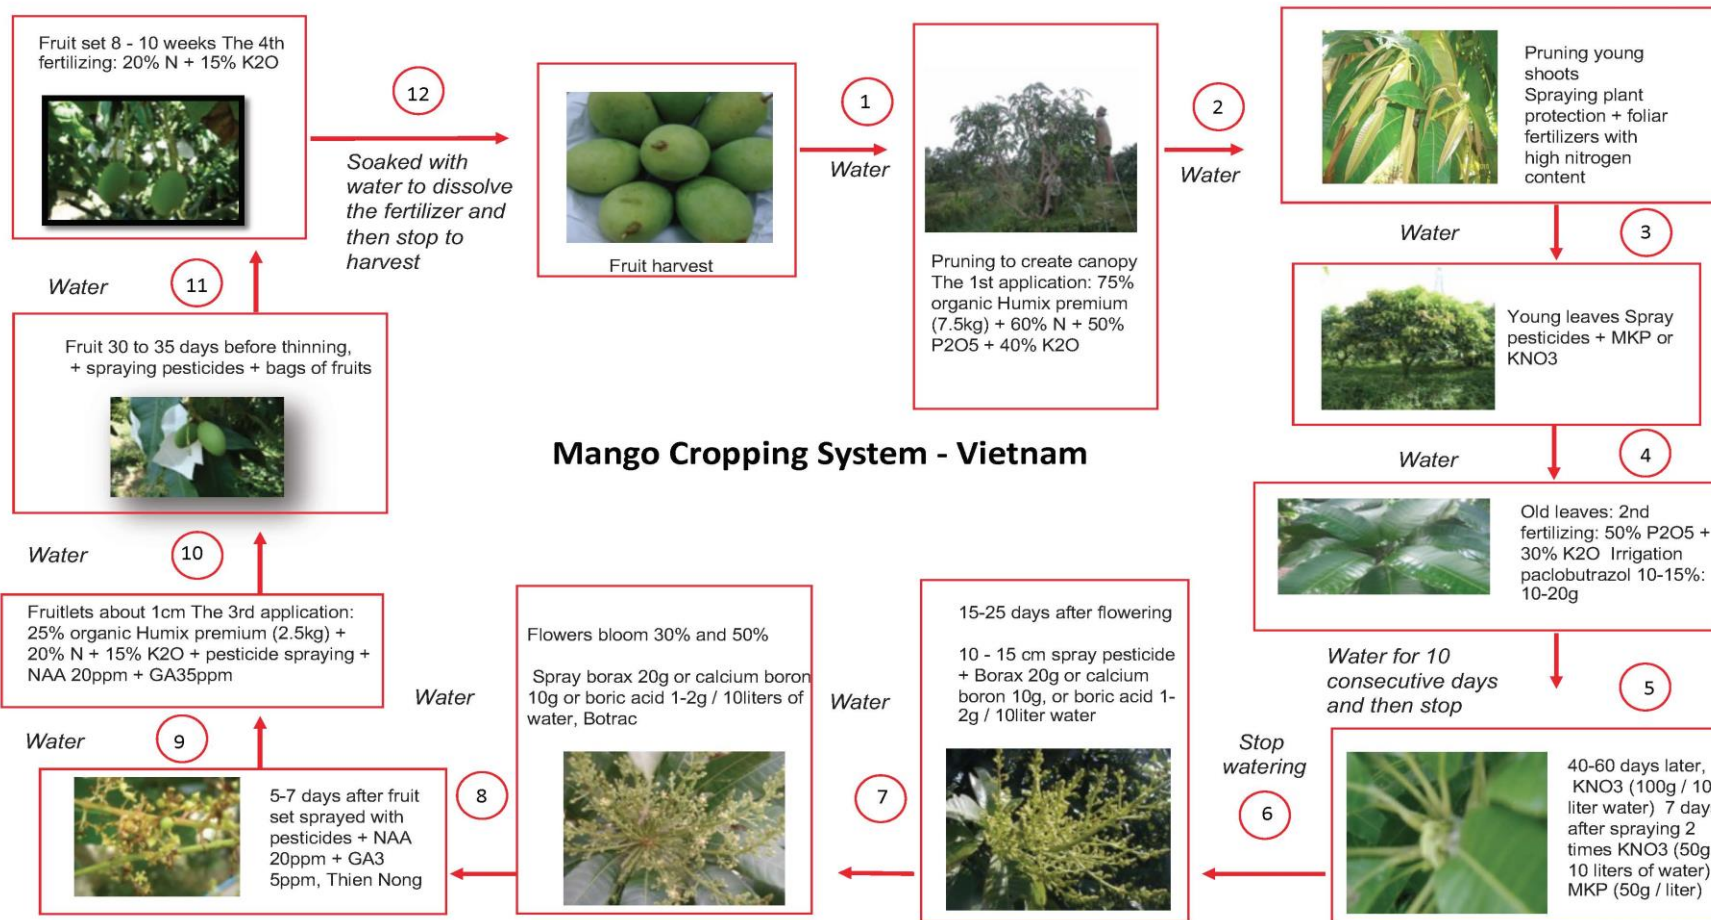 Fruit set 8 - 10 weeks The 4th
fertilizing: 20% N + 15% K2O
12
Soaked with
water to dissolve
the fertilizer and
then stop to
harvest
Fruit harvest
1
Water
Pruning to create canopy
The 1st application: 75%
organic Humix premium
(7.5kg) + 60% N + 50%
P2O5 + 40% K2O
2
Water
Pruning young
shoots
Spraying plant
protection + foliar
fertilizers with
high nitrogen
content
Water
3
Young leaves Spray
pesticides + MKP or
KNO3
Water
4
Old leaves: 2nd
fertilizing: 50% P2O5 +
30% K2O Irrigation
paclobutrazol 10-15%:
10-20g
Water for 10
consecutive days
and then stop
5
40-60 days later,
KNO3 (100g / 10
liter water) 7 days
after spraying 2
times KNO3 (50g
10 liters of water)
MKP (50g / liter)
Stop
watering
6
15-25 days after flowering
10 - 15 cm spray pesticide
+ Borax 20g or calcium
boron 10g, or boric acid 1-
2g / 10liter water
Water
7
Flowers bloom 30% and 50%
Spray borax 20g or calcium boron
10g or boric acid 1-2g / 10liters of
water, Botrac
Water
8
5-7 days after fruit
set sprayed with
pesticides + NAA
20ppm + GA3
5ppm, Thien Nong
Water
9
Fruitlets about 1cm The 3rd application:
25% organic Humix premium (2.5kg) +
20% N + 15% K2O + pesticide spraying +
NAA 20ppm + GA35ppm
Water
10
Fruit 30 to 35 days before thinning,
+ spraying pesticides + bags of fruits
Water
11
Mango Cropping System - Vietnam